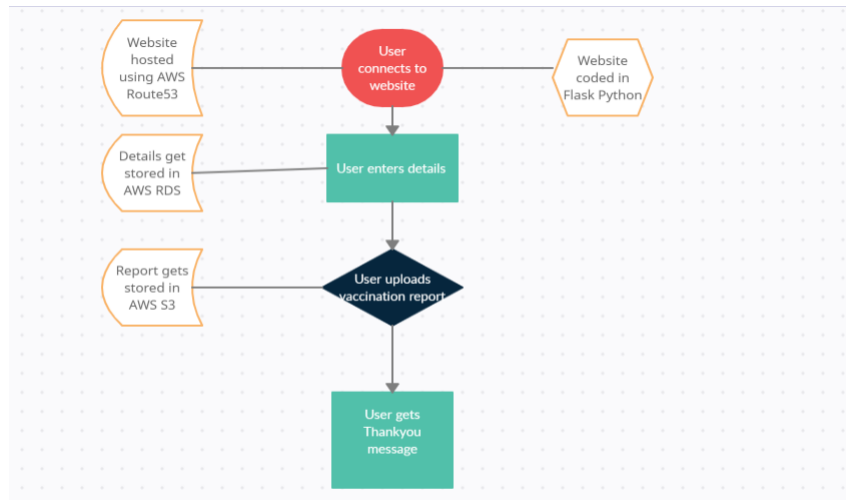 Website
hosted
using AWS
Route53
User
connects to
website
Website
coded in
Flask Python
Details get
stored in
AWS RDS
User enters details
Report gets
stored in
AWS S3
User uploads
vaccination report
User gets
Thankyou
message